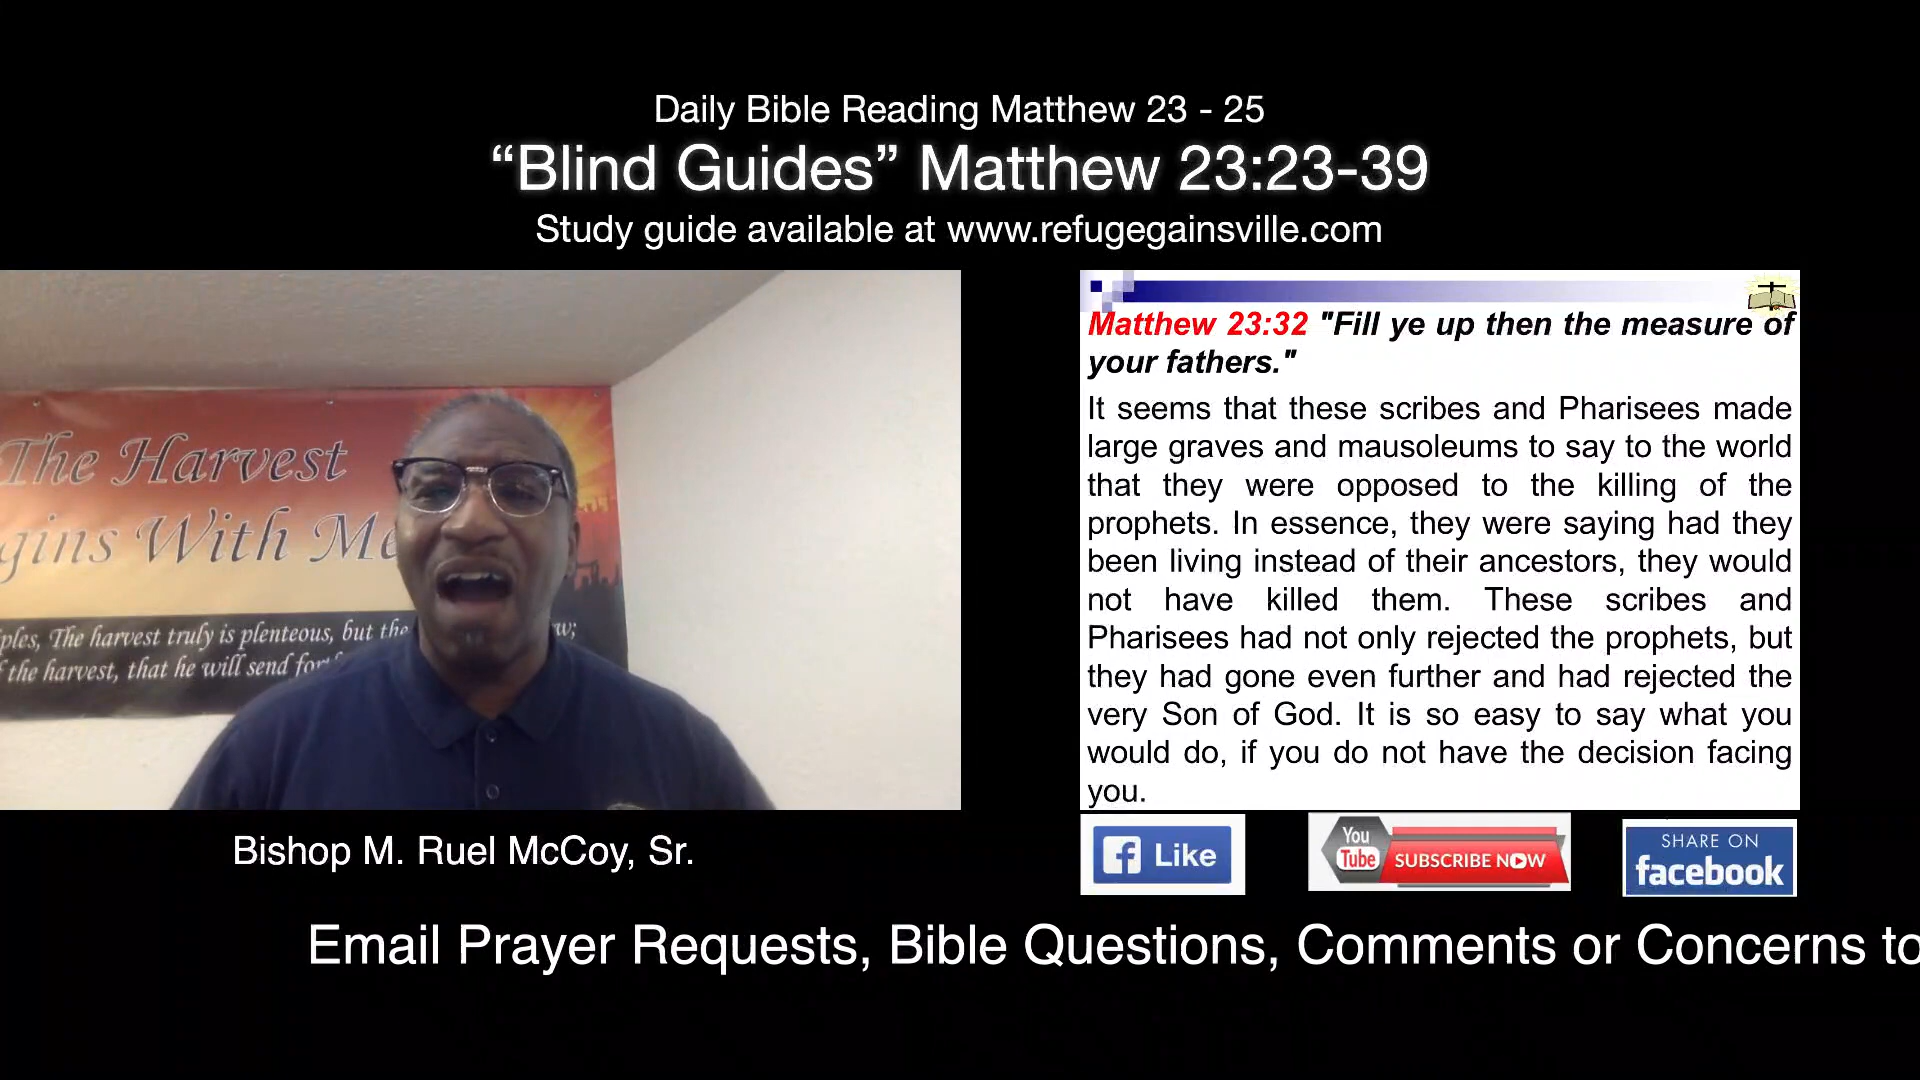 Daily Bible Reading Matthew 23 - 25
“Blind Guides” Matthew 23:23-39
Study guide available at www.refugegainsville.com
The Harvest
gins With Me
ples, The harvest truly is plenteous, but the
f the harvest, that he will send for
Matthew 23:32 "Fill ye up then the measure of
your fathers."
It seems that these scribes and Pharisees made
large graves and mausoleums to say to the world
that they were opposed to the killing of the
prophets. In essence, they were saying had they
been living instead of their ancestors, they would
not have killed them. These scribes and
Pharisees had not only rejected the prophets, but
they had gone even further and had rejected the
very Son of God. It is so easy to say what you
would do, if you do not have the decision facing
you.
Bishop M. Ruel McCoy, Sr.
f Like
You
Tube SUBSCRIBE NOW
SHARE ON
facebook
Email Prayer Requests, Bible Questions, Comments or Concerns to